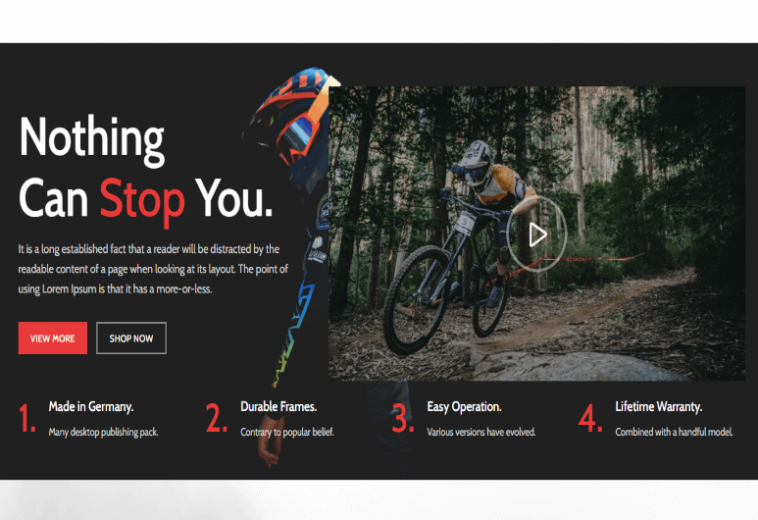 Nothing
Can Stop You.
It is a long established fact that a reader will be distracted by the
readable content of a page when looking at its layout. The point of
using Lorem Ipsum is that it has a more-or-less.
VIEW MORE
SHOP NOW
1.
Made in Germany.
Many desktop publishing pack.
2.
Durable Frames.
Contrary to popular belief.
3.
Easy Operation.
Various versions have evolved.
4.
Lifetime Warranty.
Combined with a handful model.